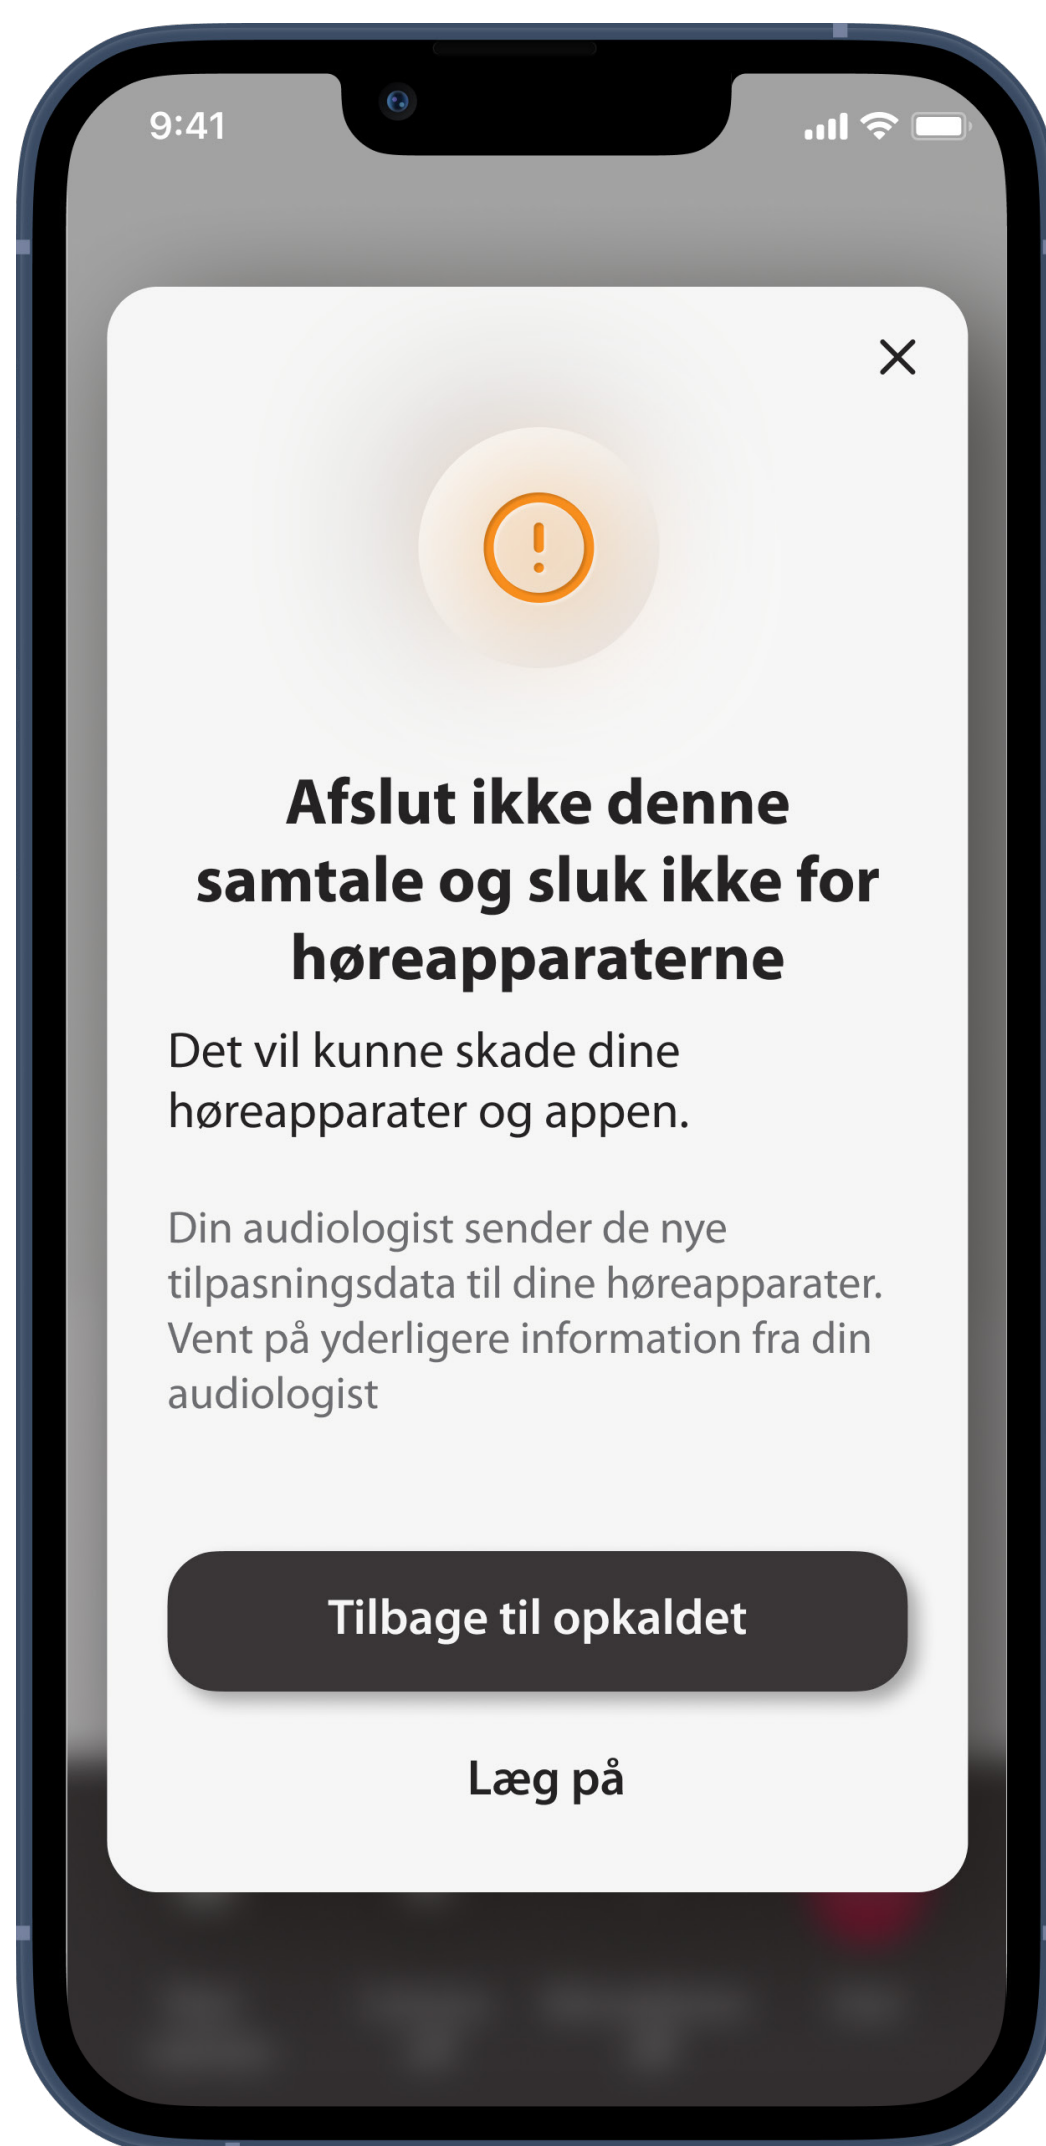 9:41
Afslut ikke denne
samtale og sluk ikke for
høreapparaterne
Det vil kunne skade dine
høreapparater og appen.
Din audiologist sender de nye
tilpasningsdata til dine høreapparater.
Vent på yderligere information fra din
audiologist
Tilbage til opkaldet
Læg på